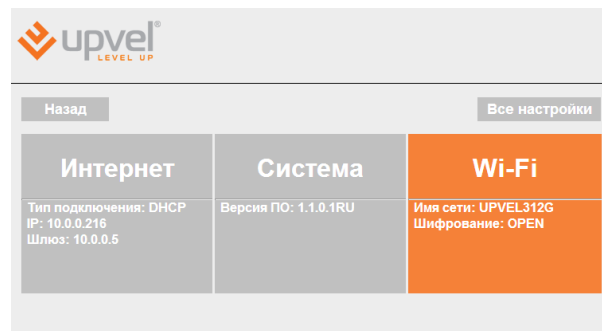 upvel®
LEVEL UP
Назад
Все настройки
Интернет
Система
Wi-Fi
Тип подключения: DHCP
IP: 10.0.0.216
Шлюз: 10.0.0.5
Версия ПО: 1.1.0.1RU
Имя сети: UPVEL312G
Шифрование: OPEN